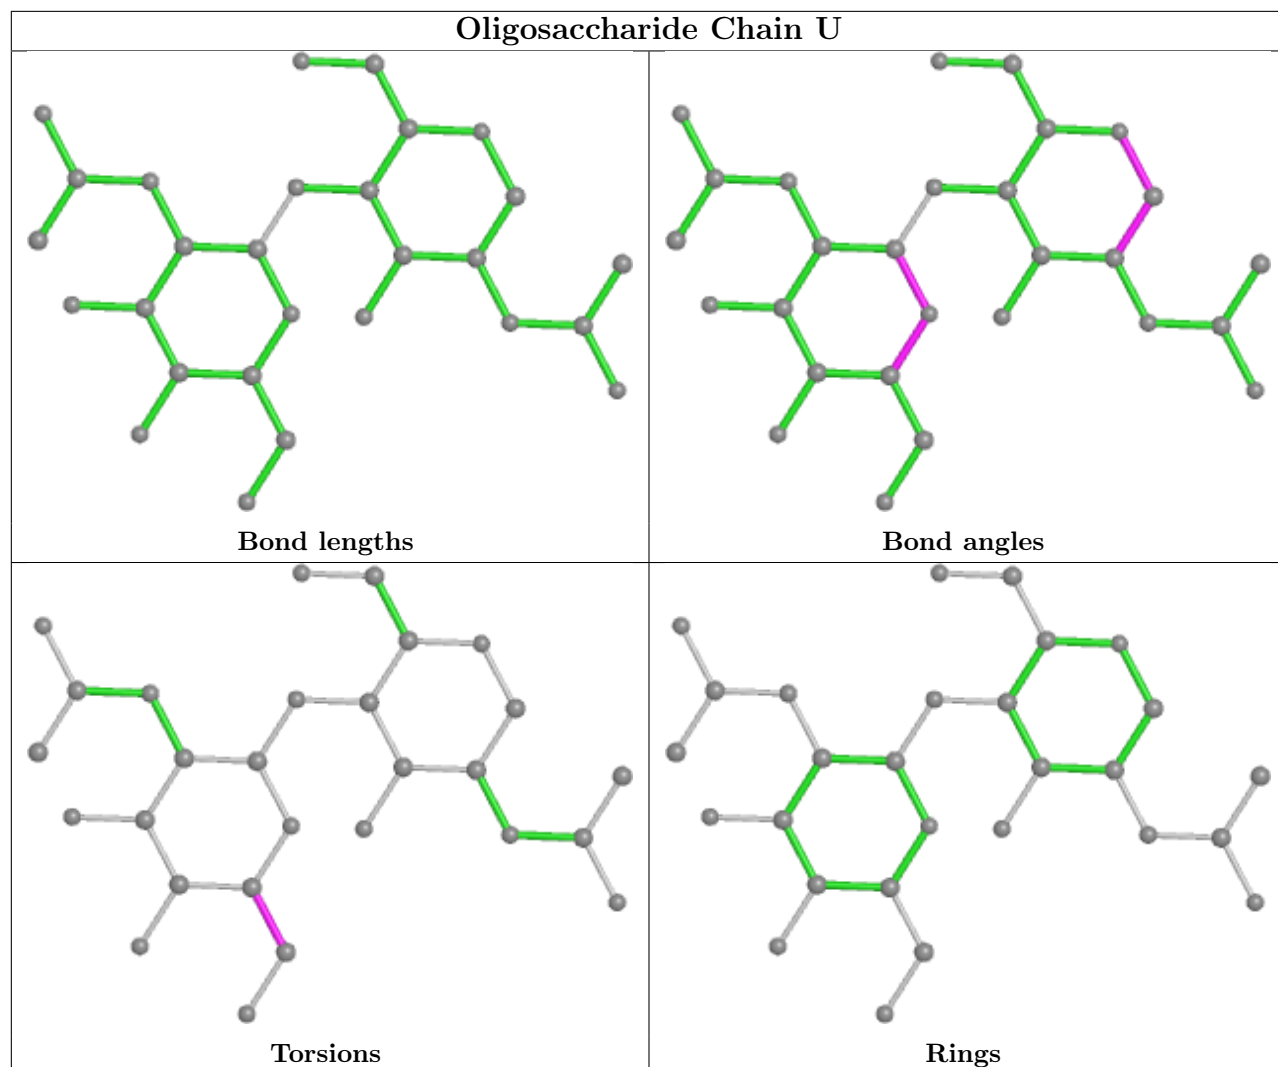 Oligosaccharide Chain U
Bond lengths
Bond angles
Torsions
Rings